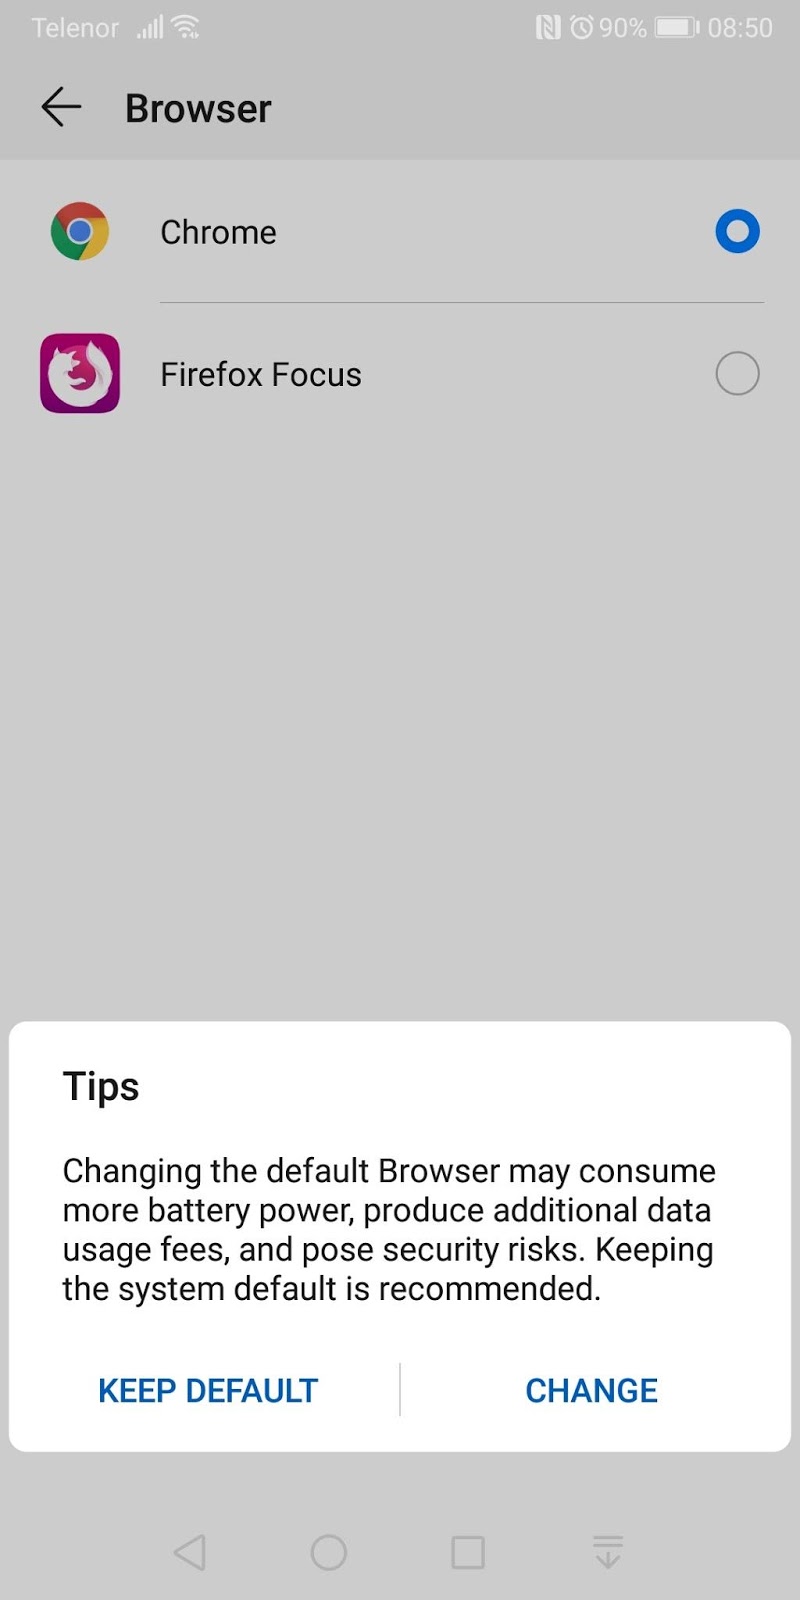 Telenor 90% 08:50
Browser
Chrome
Firefox Focus
Tips
Changing the default Browser may consume
more battery power, produce additional data
usage fees, and pose security risks. Keeping
the system default is recommended.
KEEP DEFAULT CHANGE